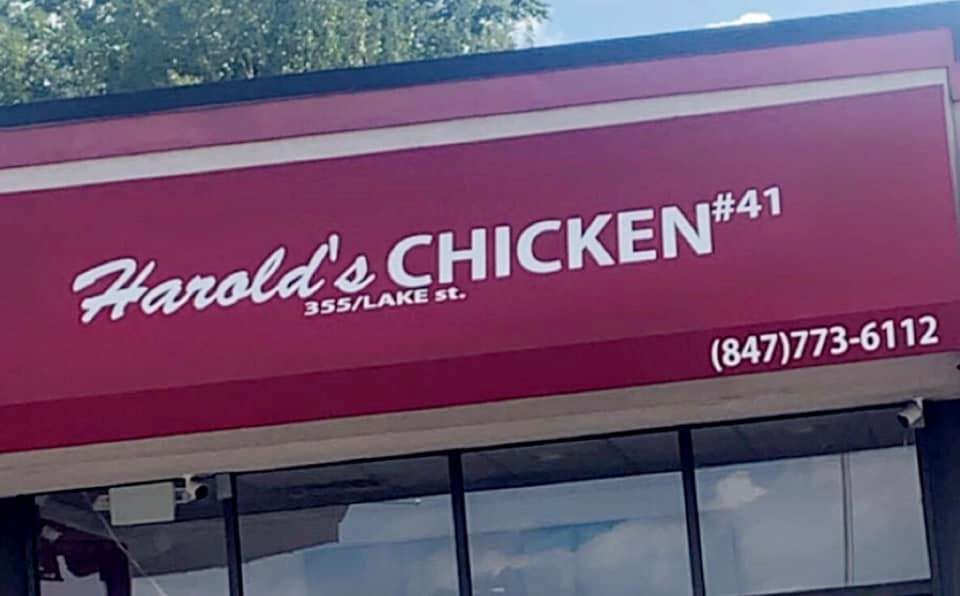 Harold's CHICKEN#41
355/LAKE st.
(847)773-6112